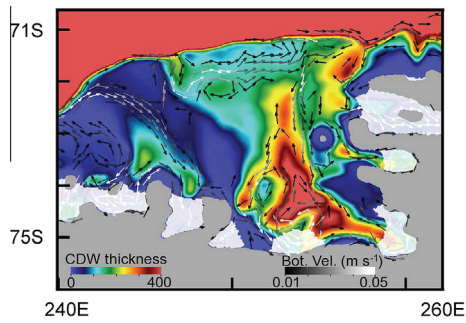 71S
75S
CDW thickness
0 400
Bot. Vel. (m s⁻¹)
0.01 0.05
240E 260E